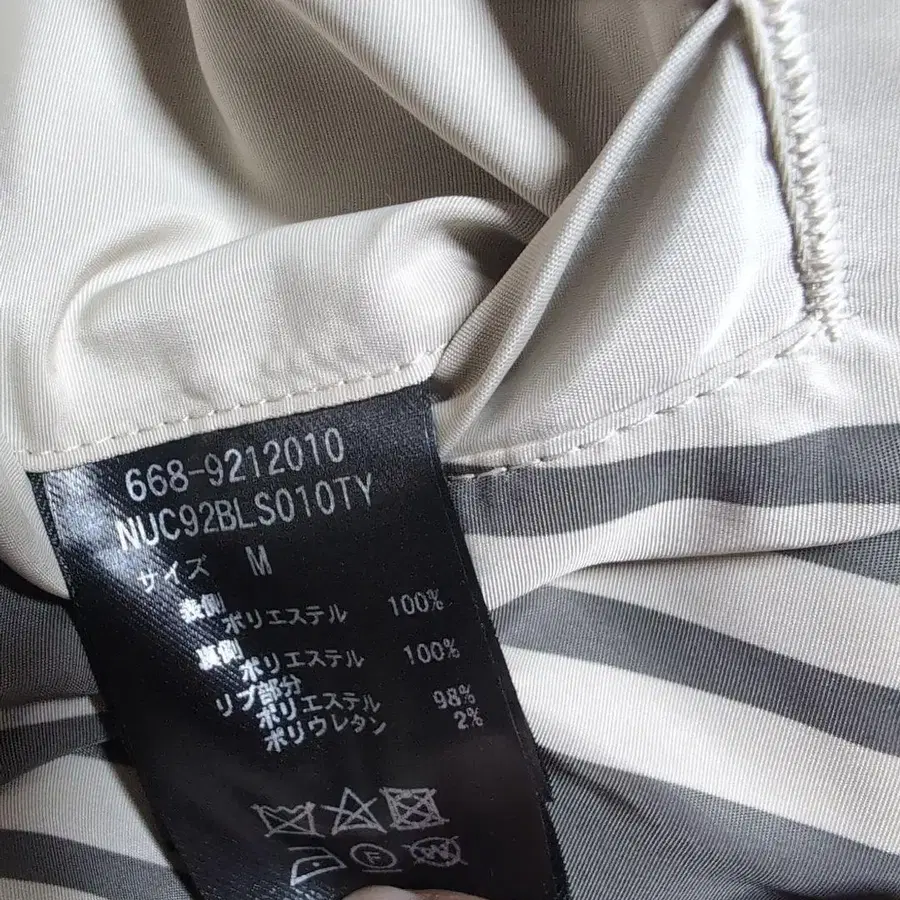 668-9212010
NUC92BLS010TY
サイズ M
表側
ポリエステル 100%
裏側
ポリエステル 100%
リブ部分
ポリエステル 98%
ポリウレタン 2%
F
W